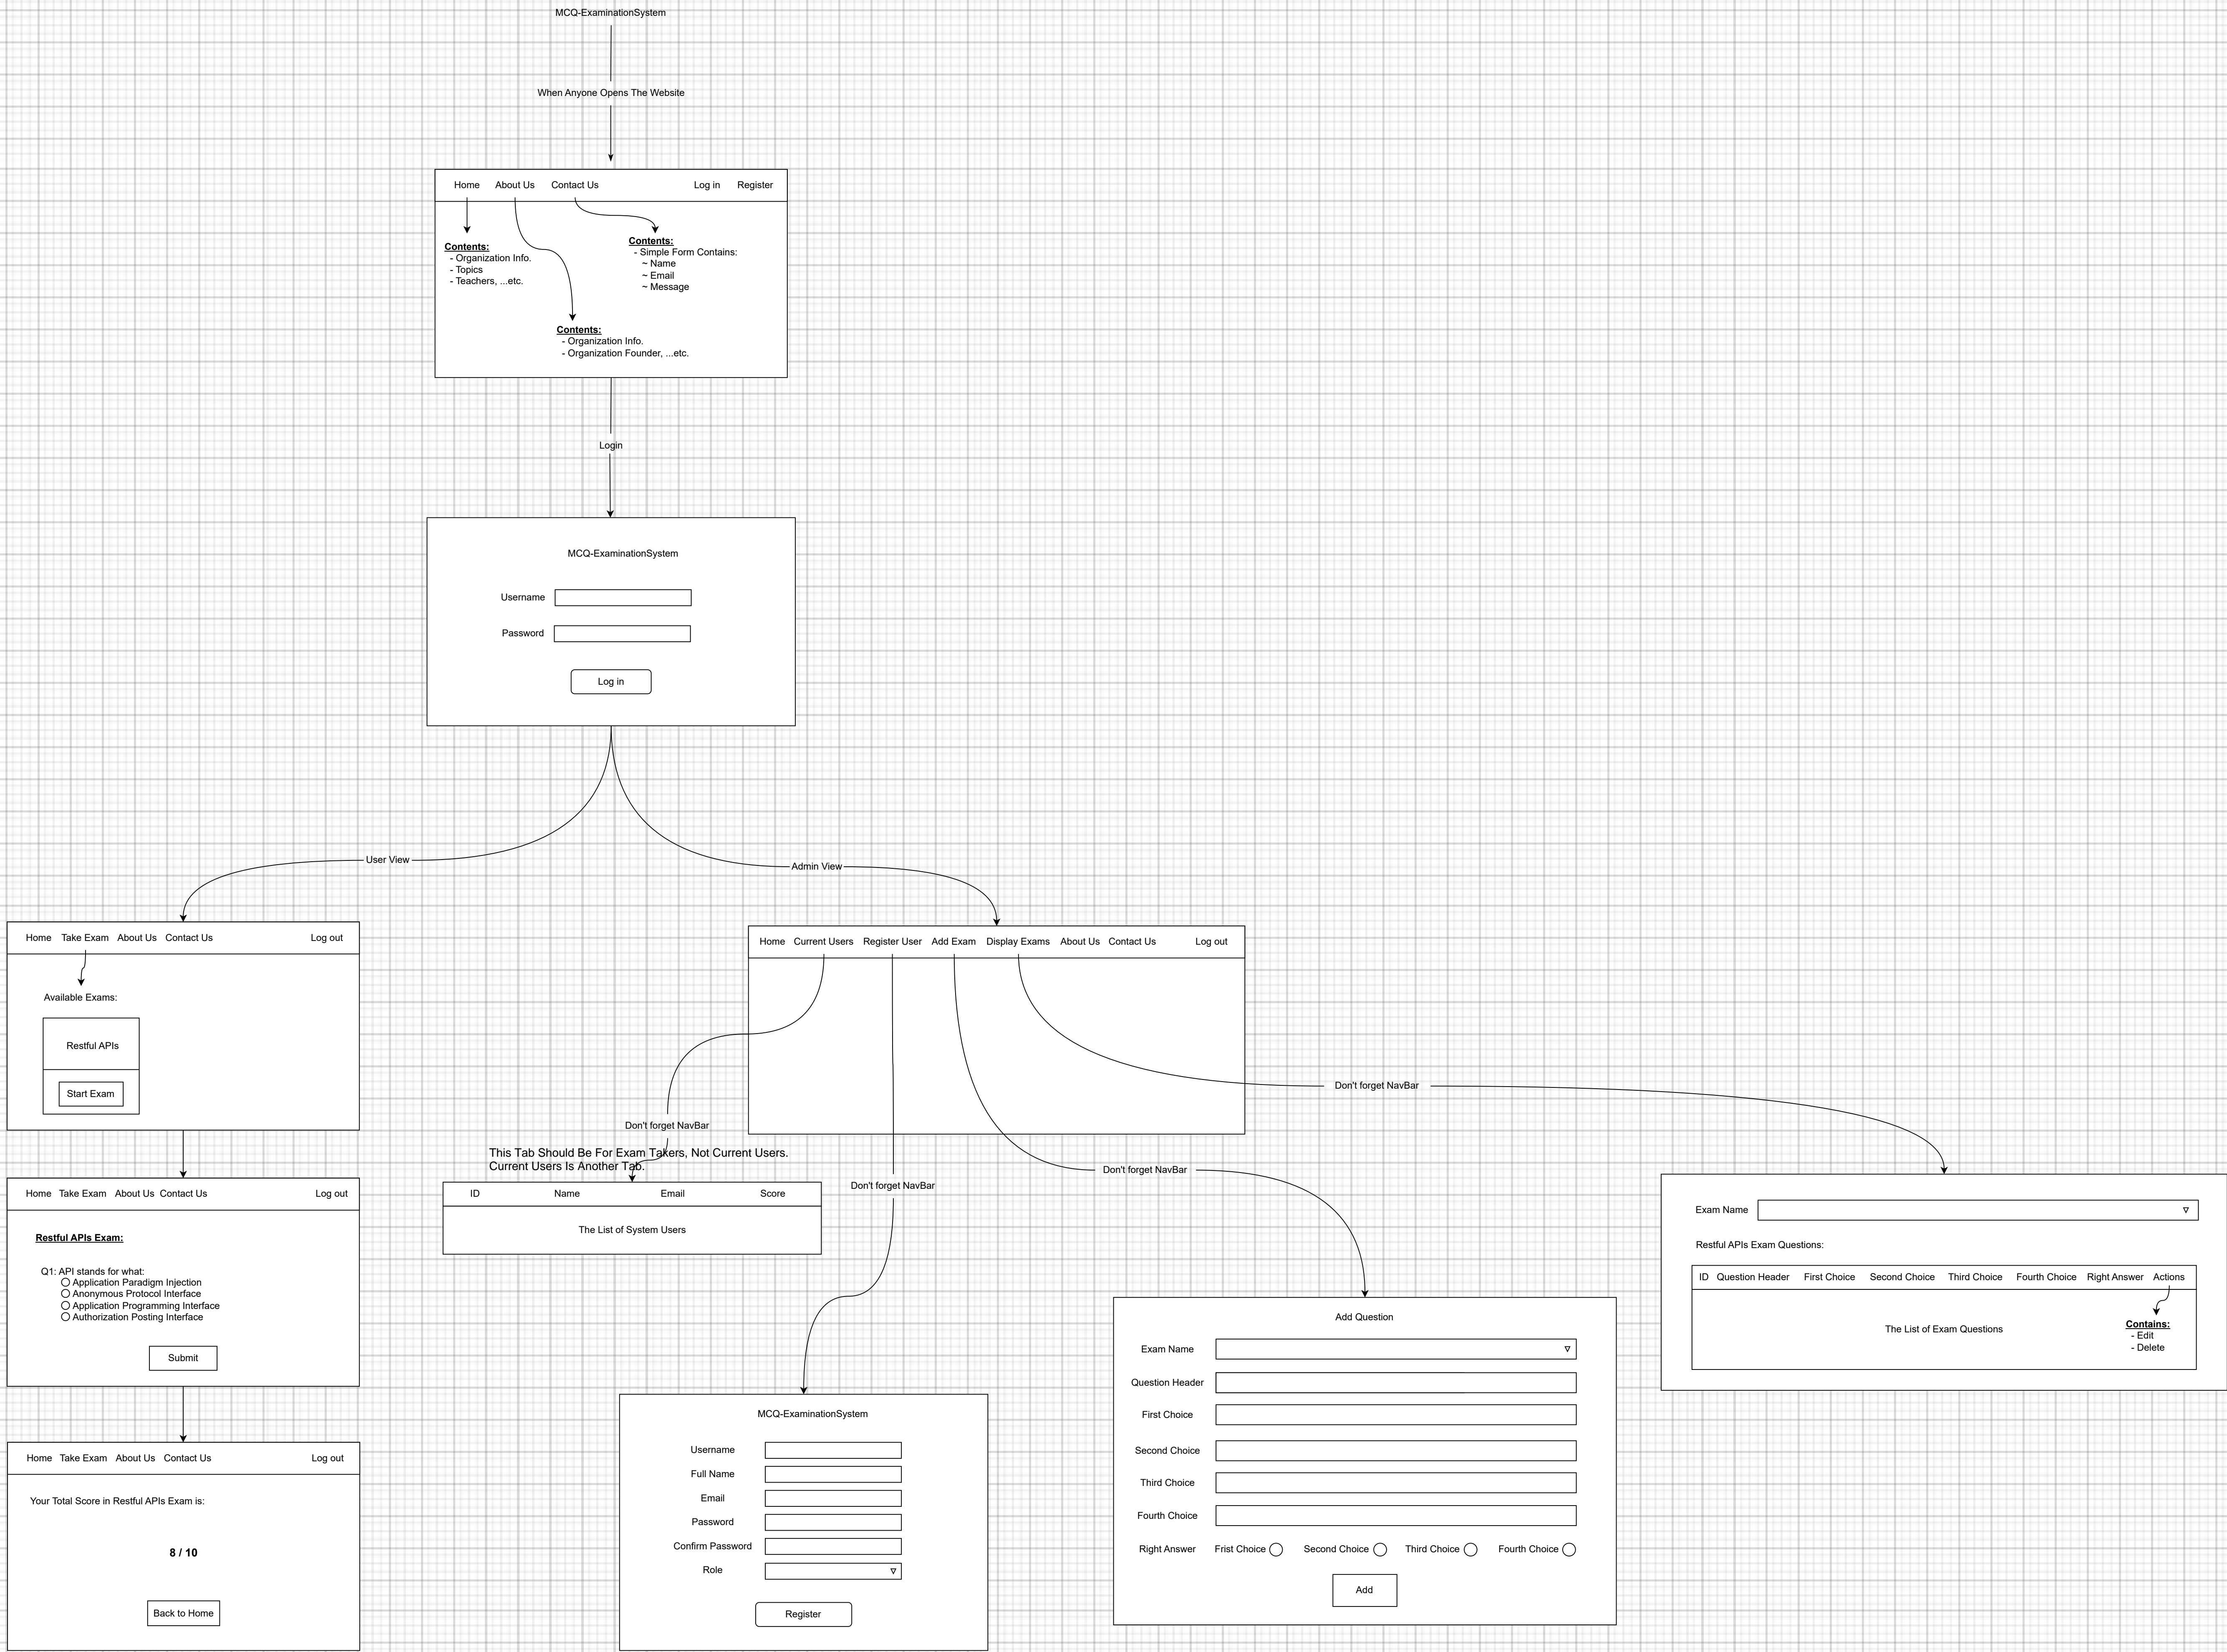 MCQ-ExaminationSystem
When Anyone Opens The Website
Home About Us Contact Us Log in Register
Contents:
- Organization Info.
- Topics
- Teachers, ...etc.
Contents:
- Simple Form Contains:
~ Name
~ Email
~ Message
Contents:
- Organization Info.
- Organization Founder, ...etc.
Login
MCQ-ExaminationSystem
Username
Password
Log in
User View
Admin View
Home Take Exam About Us Contact Us Log out
Available Exams:
Restful APIs
Start Exam
Home Take Exam About Us Contact Us Log out
Restful APIs Exam:
Q1: API stands for what:
Application Paradigm Injection
Anonymous Protocol Interface
Application Programming Interface
Authorization Posting Interface
Submit
Home Take Exam About Us Contact Us Log out
Your Total Score in Restful APIs Exam is:
8 / 10
Back to Home
Home Current Users Register User Add Exam Display Exams About Us Contact Us Log out
Don't forget NavBar
This Tab Should Be For Exam Takers, Not Current Users.
Current Users Is Another Tab.
ID Name Email Score
The List of System Users
Don't forget NavBar
MCQ-ExaminationSystem
Username
Full Name
Email
Password
Confirm Password
Role
Register
Don't forget NavBar
Add Question
Exam Name
Question Header
First Choice
Second Choice
Third Choice
Fourth Choice
Right Answer Frist Choice Second Choice Third Choice Fourth Choice
Add
Don't forget NavBar
Exam Name
Restful APIs Exam Questions:
ID Question Header First Choice Second Choice Third Choice Fourth Choice Right Answer Actions
The List of Exam Questions
Contains:
- Edit
- Delete